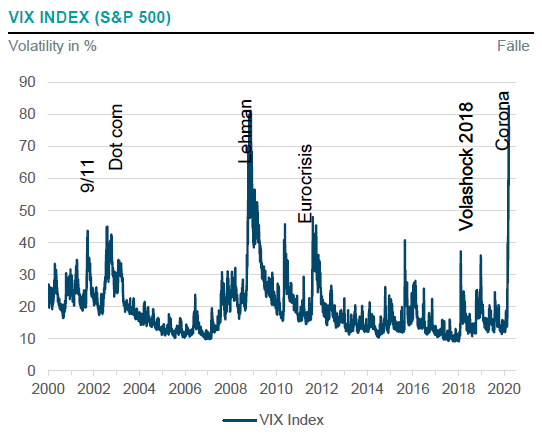 VIX INDEX (S&P 500)
Volatility in % Fälle
90
80
70
60
50
40
30
20
10
0
9/11
Dot com
Lehman
Eurocrisis
Volashock 2018
Corona
2000 2002 2004 2006 2008 2010 2012 2014 2016 2018 2020
VIX Index